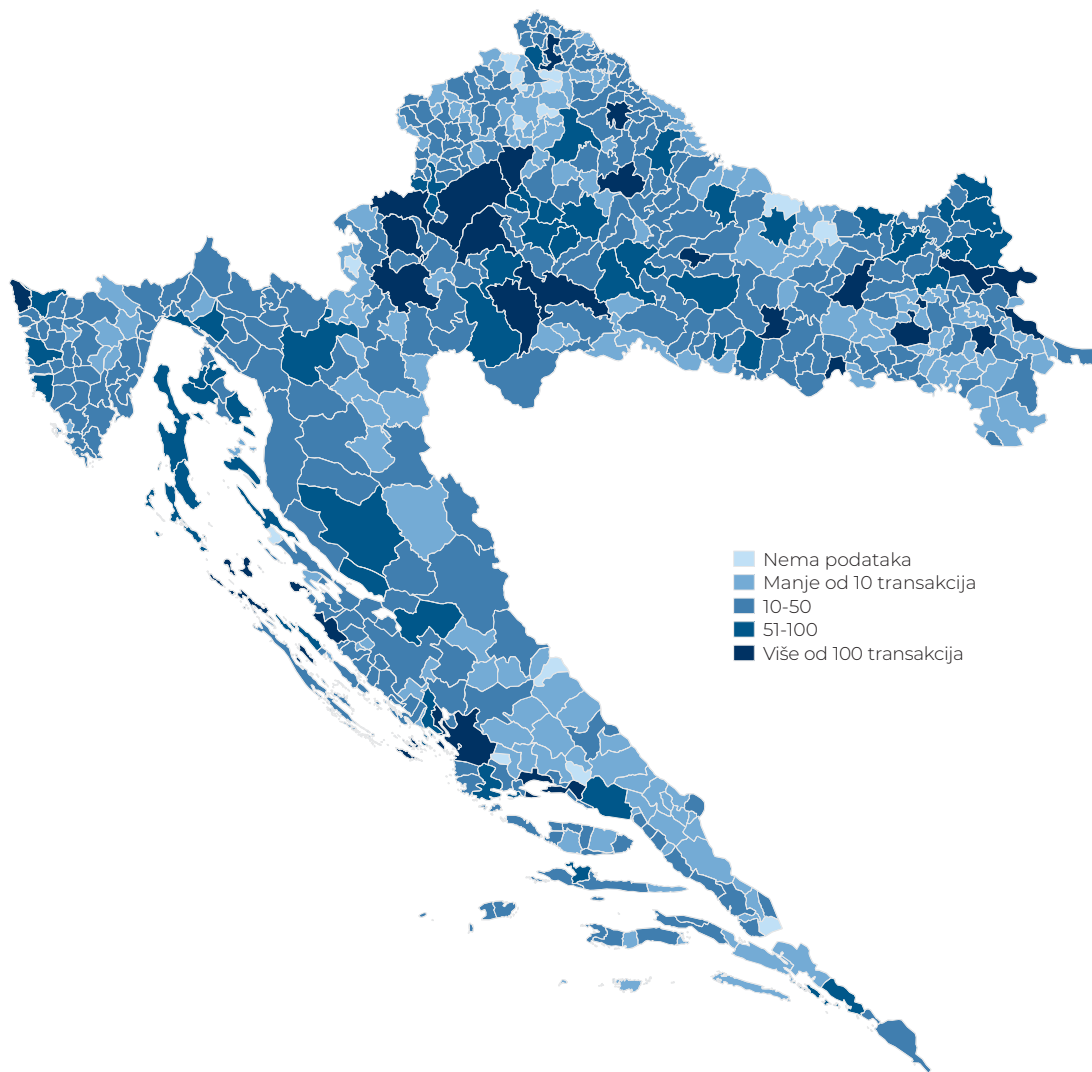 Nema podataka
Manje od 10 transakcija
10-50
51-100
Više od 100 transakcija